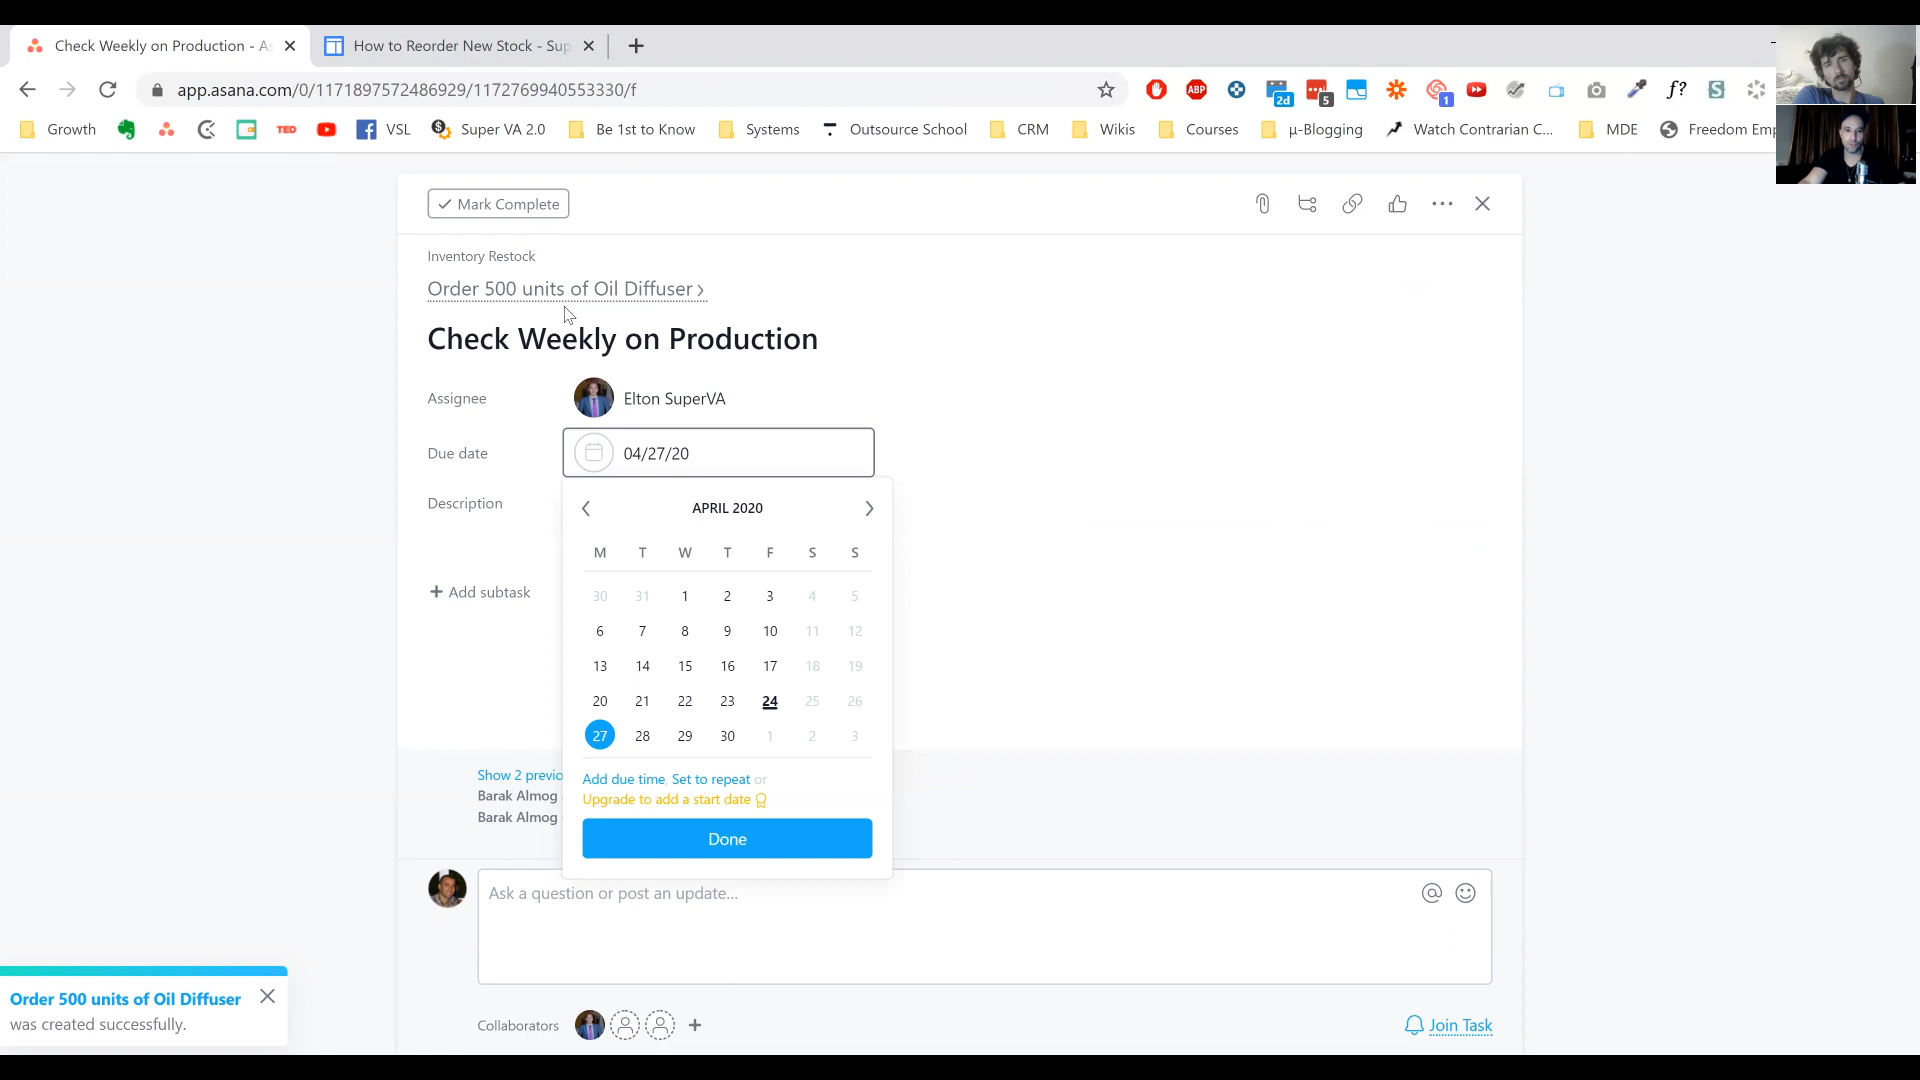 Check Weekly on Production - As
How to Reorder New Stock - Sup
app.asana.com/0/1171897572486929/1172769940553330/f
ABP
2d
5
1
f?
S
Growth
TED
VSL
Super VA 2.0
Be 1st to Know
Systems
Outsource School
CRM
Wikis
Courses
μ-Blogging
Watch Contrarian C...
MDE
Freedom Emp
Mark Complete
Inventory Restock
Order 500 units of Oil Diffuser ›
Check Weekly on Production
Assignee
Elton SuperVA
Due date
04/27/20
Description
APRIL 2020
M T W T F S S
30 31 1 2 3 4 5
6 7 8 9 10 11 12
13 14 15 16 17 18 19
20 21 22 23 24 25 26
27 28 29 30 1 2 3
+ Add subtask
Add due time, Set to repeat or
Upgrade to add a start date
Done
Show 2 previo
Barak Almog
Barak Almog
Ask a question or post an update...
Order 500 units of Oil Diffuser
was created successfully.
Collaborators
Join Task